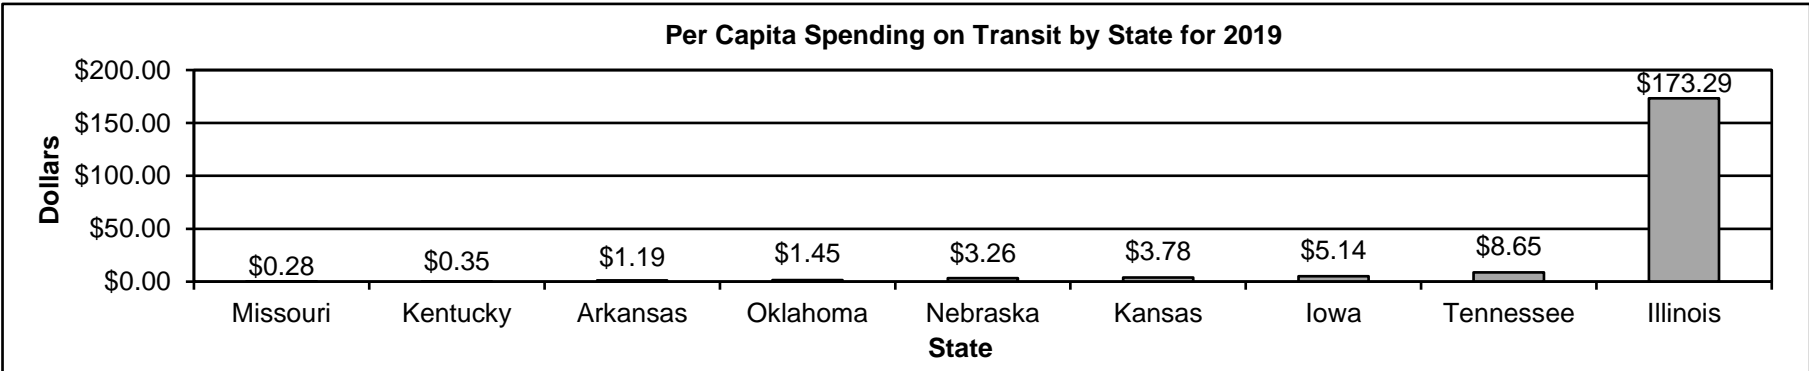 Per Capita Spending on Transit by State for 2019
$200.00
$150.00
$100.00
$50.00
$0.00
Dollars
$0.28
$0.35
$1.19
$1.45
$3.26
$3.78
$5.14
$8.65
$173.29
Missouri
Kentucky
Arkansas
Oklahoma
Nebraska
Kansas
Iowa
Tennessee
Illinois
State